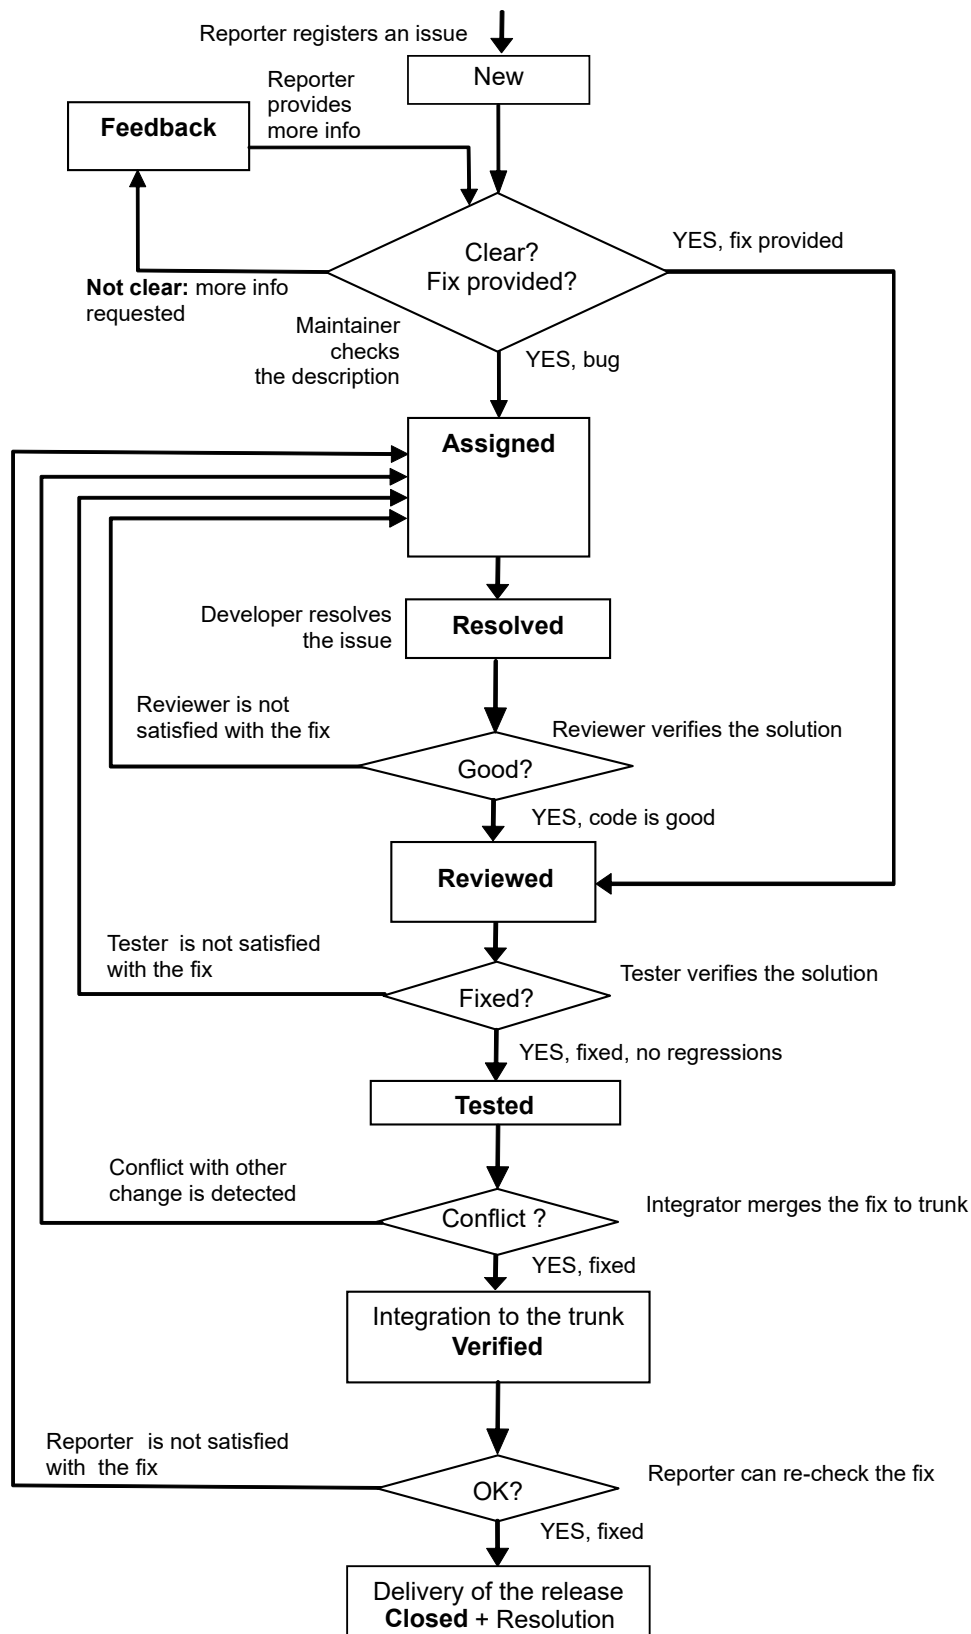 Reporter registers an issue
New
Reporter
provides
more info
Feedback
Clear?
Fix provided?
YES, fix provided
Not clear: more info
requested
Maintainer
checks
the description
YES, bug
Assigned
Developer resolves
the issue
Resolved
Reviewer is not
satisfied with the fix
Reviewer verifies the solution
Good?
YES, code is good
Reviewed
Tester is not satisfied
with the fix
Tester verifies the solution
Fixed?
YES, fixed, no regressions
Tested
Conflict with other
change is detected
Integrator merges the fix to trunk
Conflict ?
YES, fixed
Integration to the trunk
Verified
Reporter is not satisfied
with the fix
Reporter can re-check the fix
OK?
YES, fixed
Delivery of the release
Closed + Resolution